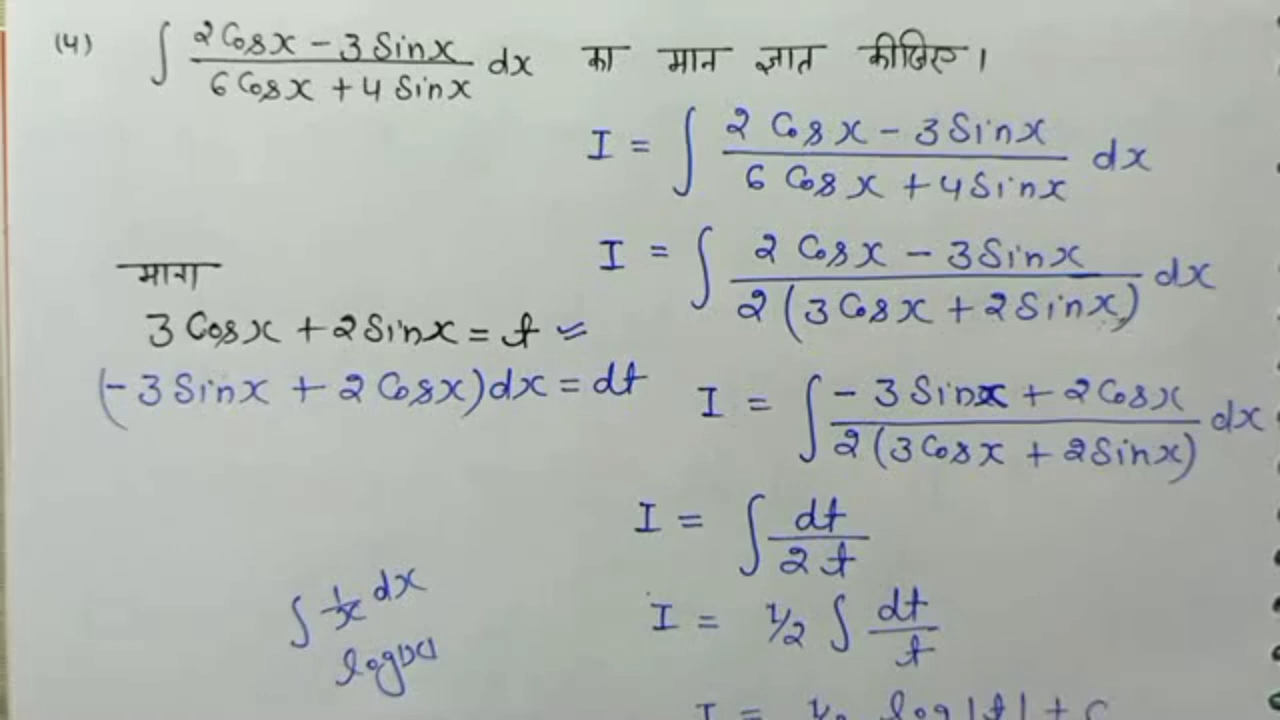 (4) ∫ (2 Cos x - 3 Sin x)/(6 Cos x + 4 Sin x) dx का मान ज्ञात कीजिए।
I = ∫ (2 Cos x - 3 Sin x)/(6 Cos x + 4 Sin x) dx
I = ∫ (2 Cos x - 3 Sin x)/(2 (3 Cos x + 2 Sin x)) dx
माना
3 Cos x + 2 Sin x = t
(- 3 Sin x + 2 Cos x) dx = dt
I = ∫ (- 3 Sin x + 2 Cos x)/(2 (3 Cos x + 2 Sin x)) dx
I = ∫ dt/2t
I = 1/2 ∫ dt/t
∫ 1/x dx
log|x|
I = 1/2 log |t| + c